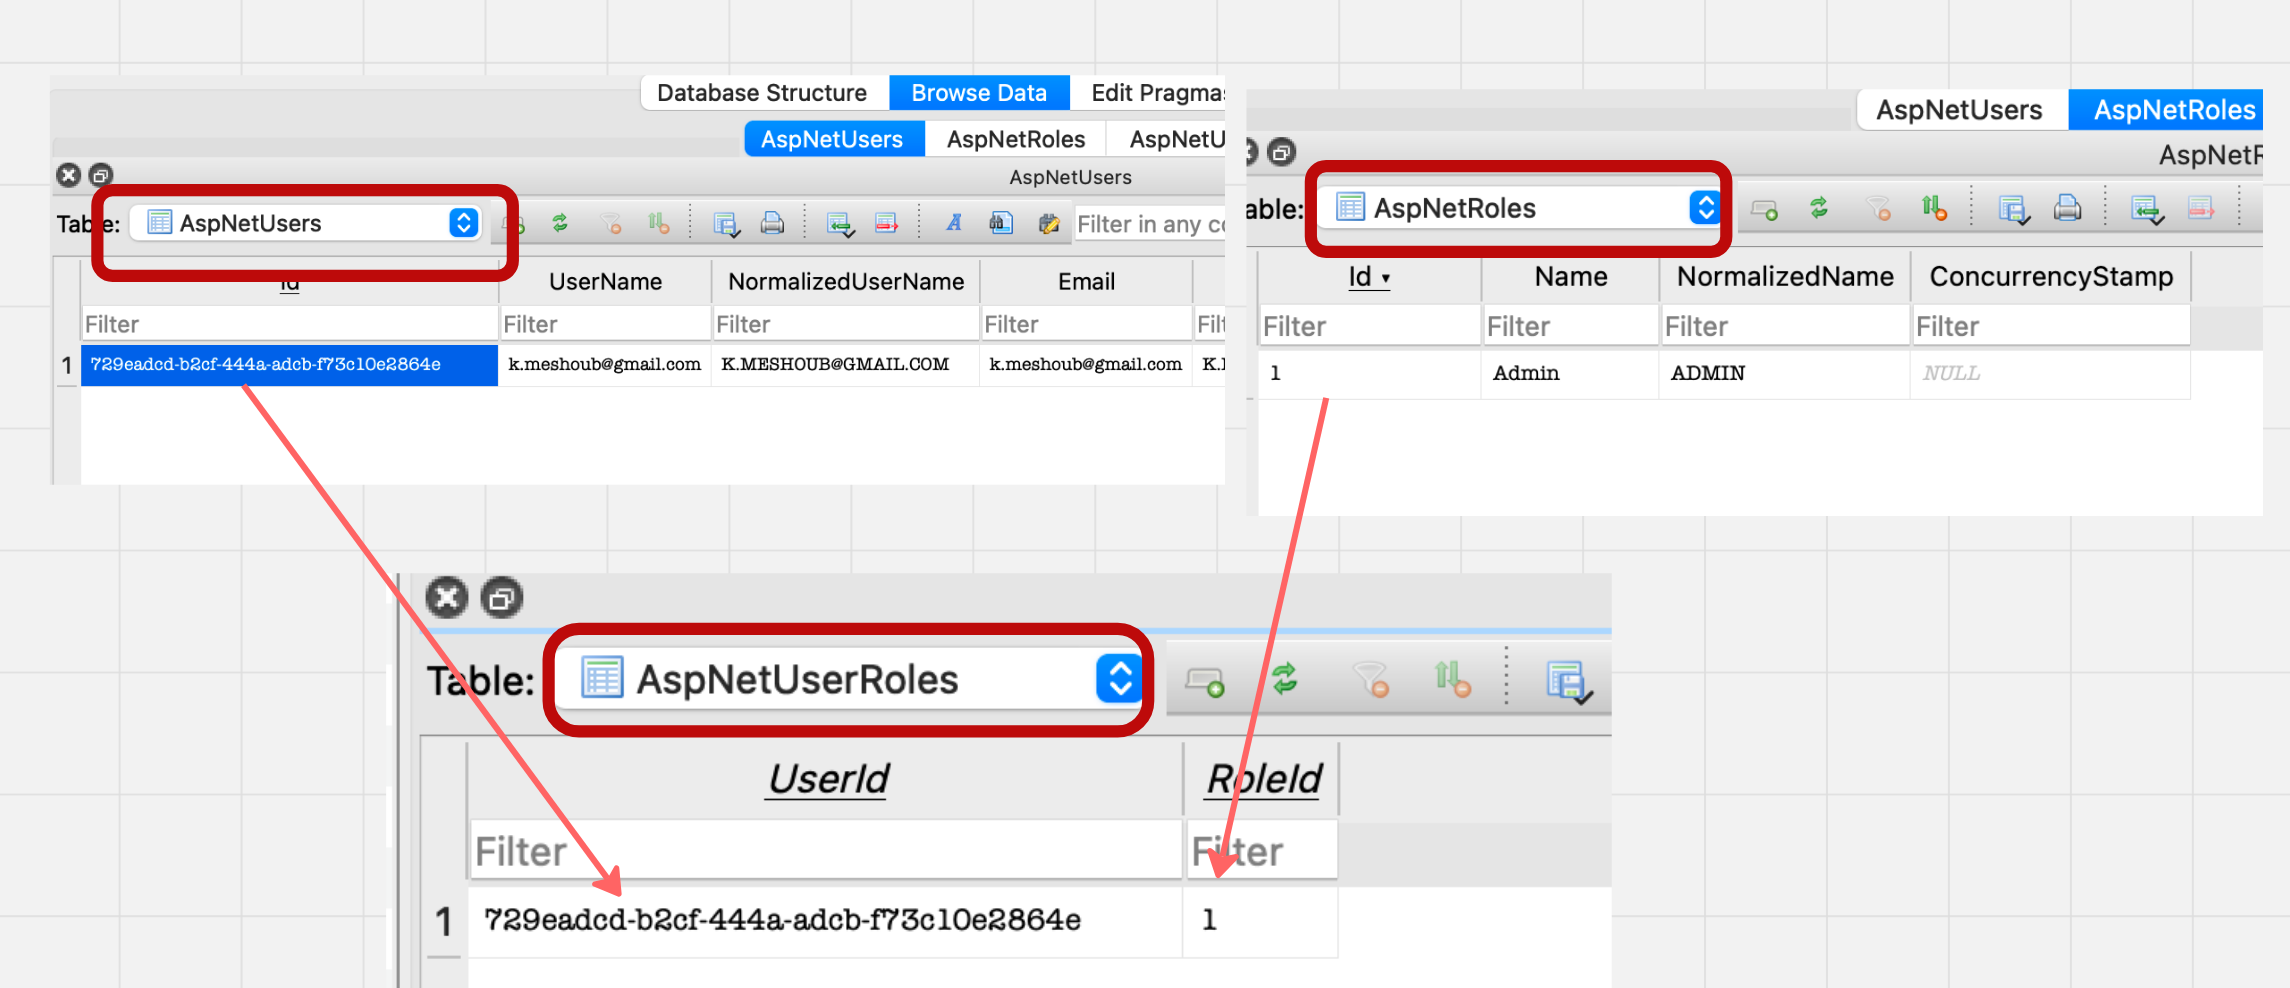 Database Structure Browse Data Edit Pragmas
AspNetUsers AspNetRoles AspNetU
AspNetUsers
Table: AspNetUsers Filter in any co
Id UserName NormalizedUserName Email
Filter Filter Filter Filter Filt
1 729eadcd-b2cf-444a-adcb-f73c10e2864e k.meshoub@gmail.com K.MESHOUB@GMAIL.COM k.meshoub@gmail.com K.I
AspNetUsers AspNetRoles
AspNetR
able: AspNetRoles
Id Name NormalizedName ConcurrencyStamp
Filter Filter Filter Filter
1 Admin ADMIN NULL
Table: AspNetUserRoles
UserId RoleId
Filter Filter
1 729eadcd-b2cf-444a-adcb-f73c10e2864e 1